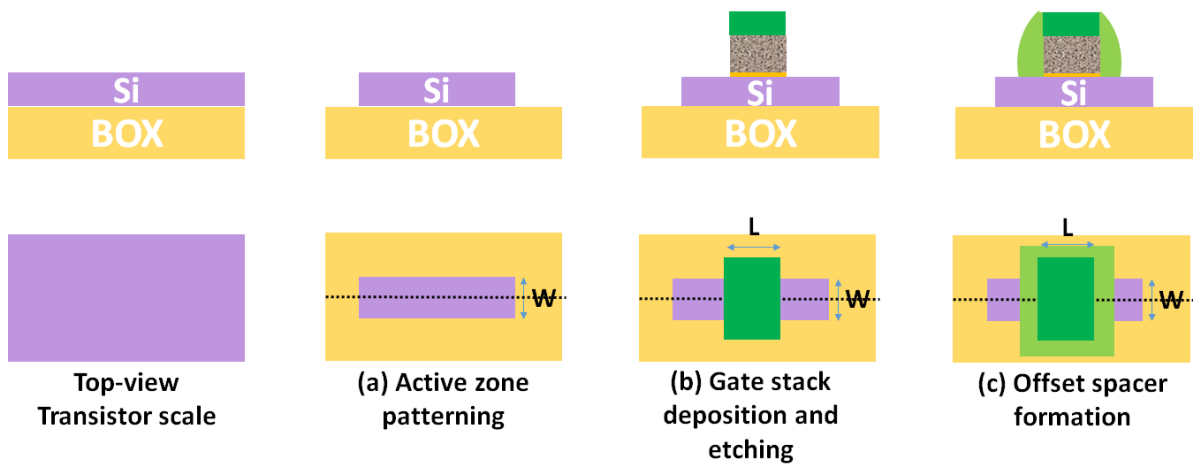 Si
BOX
Si
BOX
Si
BOX
Si
BOX
L
W
L
W
W
Top-view
Transistor scale
(a) Active zone
patterning
(b) Gate stack
deposition and
etching
(c) Offset spacer
formation